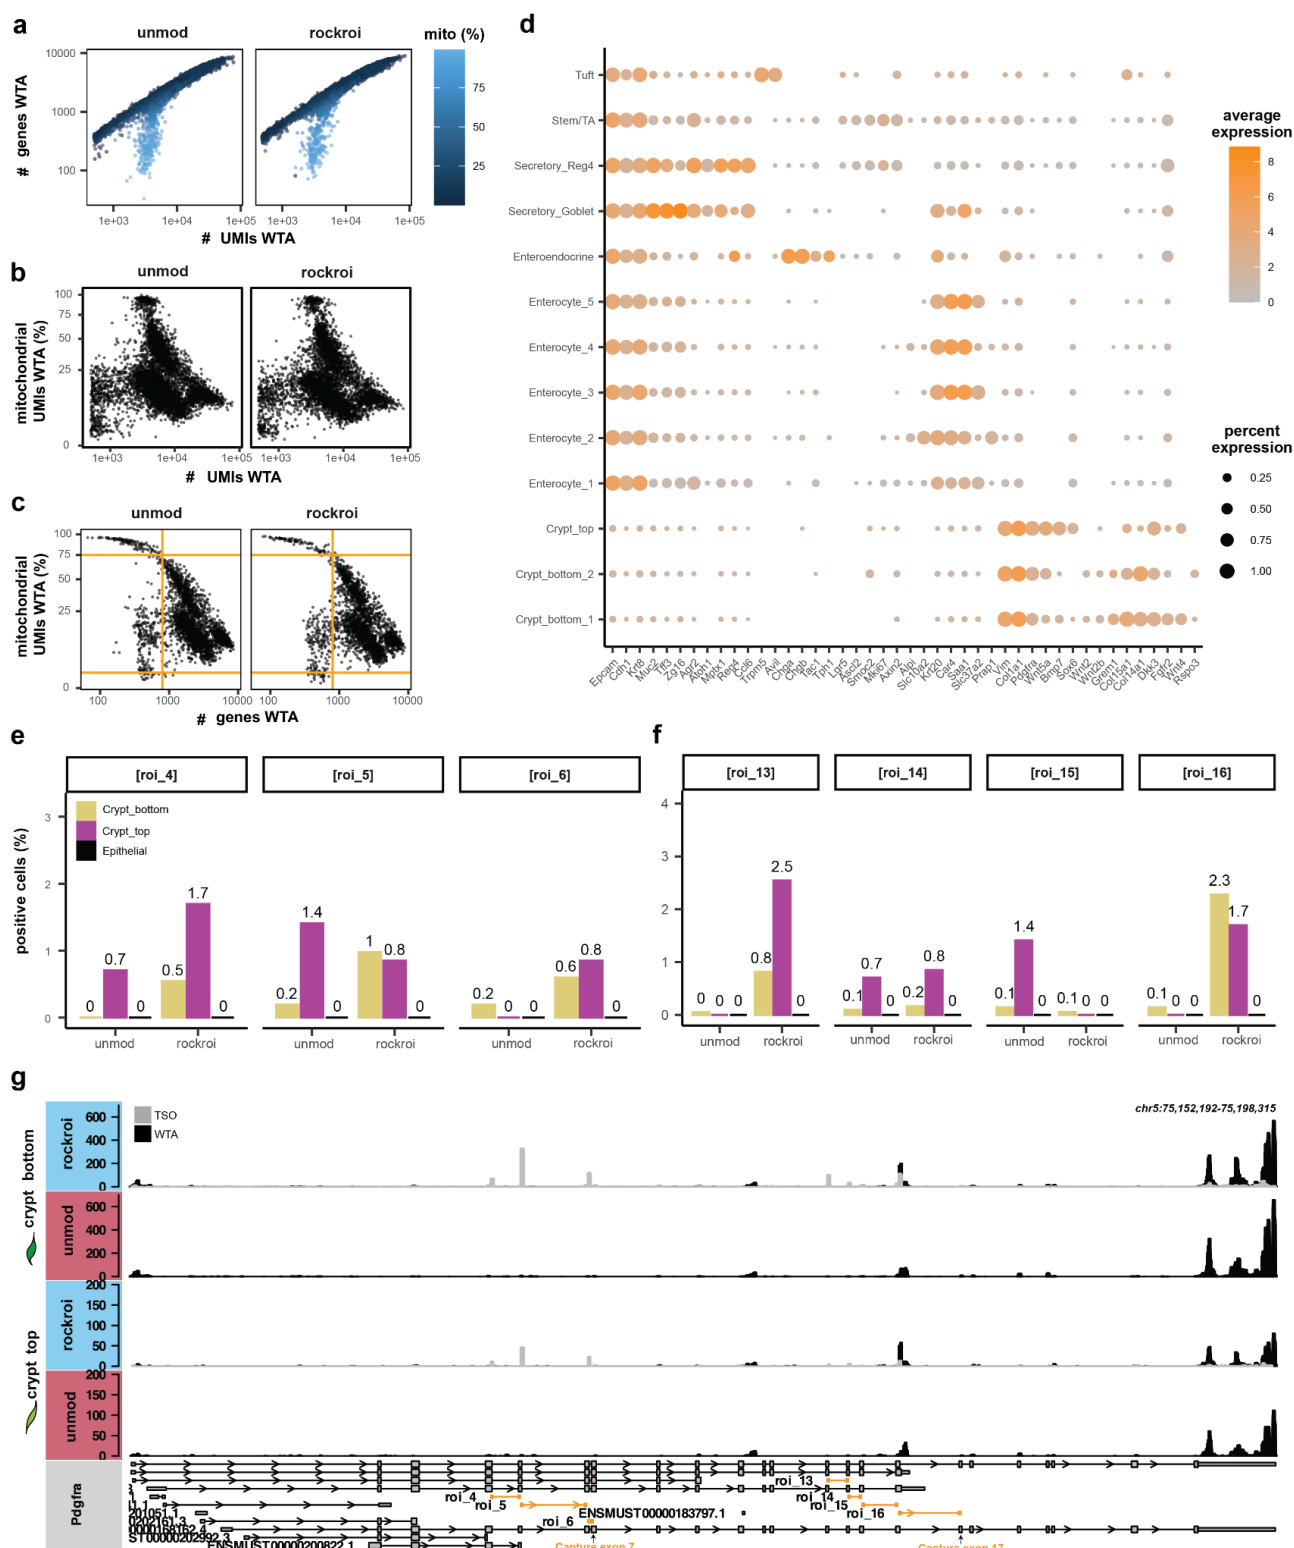 a
unmod
rockroi
mito (%)
# genes WTA
10000
1000
100
75
50
25
1e+03
1e+04
1e+05
1e+03
1e+04
1e+05
# UMIs WTA
b
unmod
rockroi
mitochondrial
UMIs WTA (%)
100
75
50
25
0
1e+03
1e+04
1e+05
1e+03
1e+04
1e+05
# UMIs WTA
c
unmod
rockroi
mitochondrial
UMIs WTA (%)
100
75
50
25
0
100
1000
10000
100
1000
10000
# genes WTA
d
Tuft
Stem/TA
Secretory_Reg4
Secretory_Goblet
Enteroendocrine
Enterocyte_5
Enterocyte_4
Enterocyte_3
Enterocyte_2
Enterocyte_1
Crypt_top
Crypt_bottom_2
Crypt_bottom_1
Epcam
Cdh1
Krt8
Muc2
Tff3
Zg16
Agr2
Atoh1
Mptx1
Reg4
Ccl6
Trpm5
Avil
Chga
Chgb
Tac1
Tph1
Lgr5
Ascl2
Smoc2
Mki67
Axin2
Alpi
Slc10a2
Krt20
Car4
Saa1
Slc37a2
Prap1
Vim
Col1a1
Pdgfra
Wnt5a
Bmp7
Sox6
Wnt2
Wnt2b
Grem1
Col15a1
Col14a1
Dkk3
Fgfr2
Wnt4
Rspo3
average
expression
8
6
4
2
0
percent
expression
0.25
0.50
0.75
1.00
e
[roi_4]
[roi_5]
[roi_6]
positive cells (%)
3
2
1
0
Crypt_bottom
Crypt_top
Epithelial
0
0.7
0
0.5
1.7
0
0.2
1.4
0
1
0.8
0
0.2
0
0
0.6
0.8
0
unmod
rockroi
unmod
rockroi
unmod
rockroi
f
[roi_13]
[roi_14]
[roi_15]
[roi_16]
4
3
2
1
0
0
0
0
0.8
2.5
0
0.1
0.7
0
0.2
0.8
0
0.1
1.4
0
0.1
0
0
0.1
0
0
2.3
1.7
0
unmod
rockroi
unmod
rockroi
unmod
rockroi
unmod
rockroi
g
chr5:75,152,192-75,198,315
TSO
WTA
crypt bottom
rockroi
600
400
200
0
unmod
600
400
200
0
crypt top
rockroi
200
150
100
50
0
unmod
200
150
100
50
0
Pdgfra
roi_13
roi_4
roi_14
roi_5
roi_15
201051.1
ENSMUST00000183797.1
roi_16
0202161.3
roi_6
0000168162.4
ST00000202992.3
ENSMUST00000200822.1
Capture exon 7
Capture exon 17